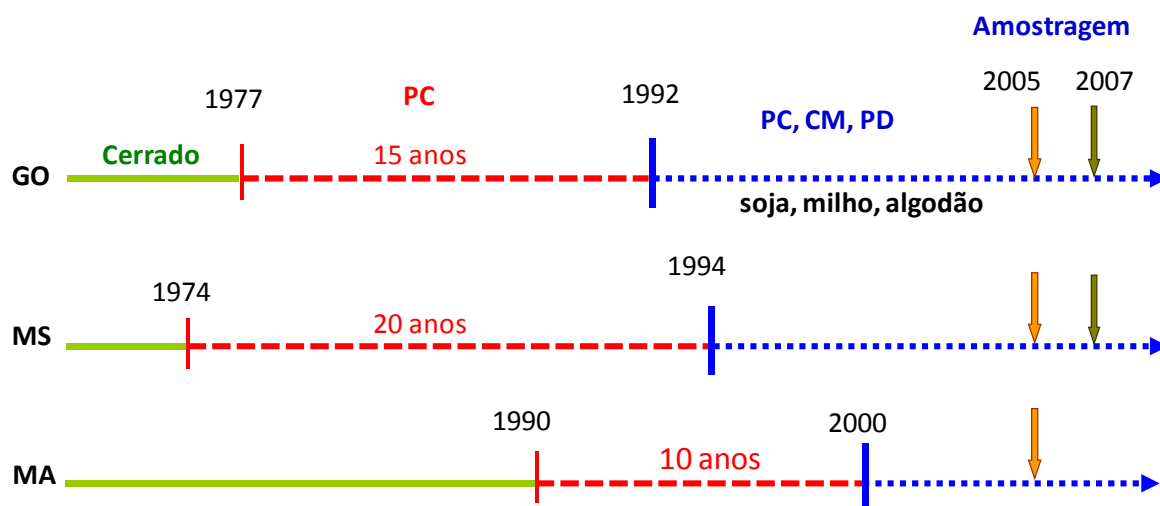 Amostragem
1977 PC 1992 2005 2007
PC, CM, PD
Cerrado 15 anos
GO
soja, milho, algodão
1974 1994
20 anos
MS
1990 2000
10 anos
MA